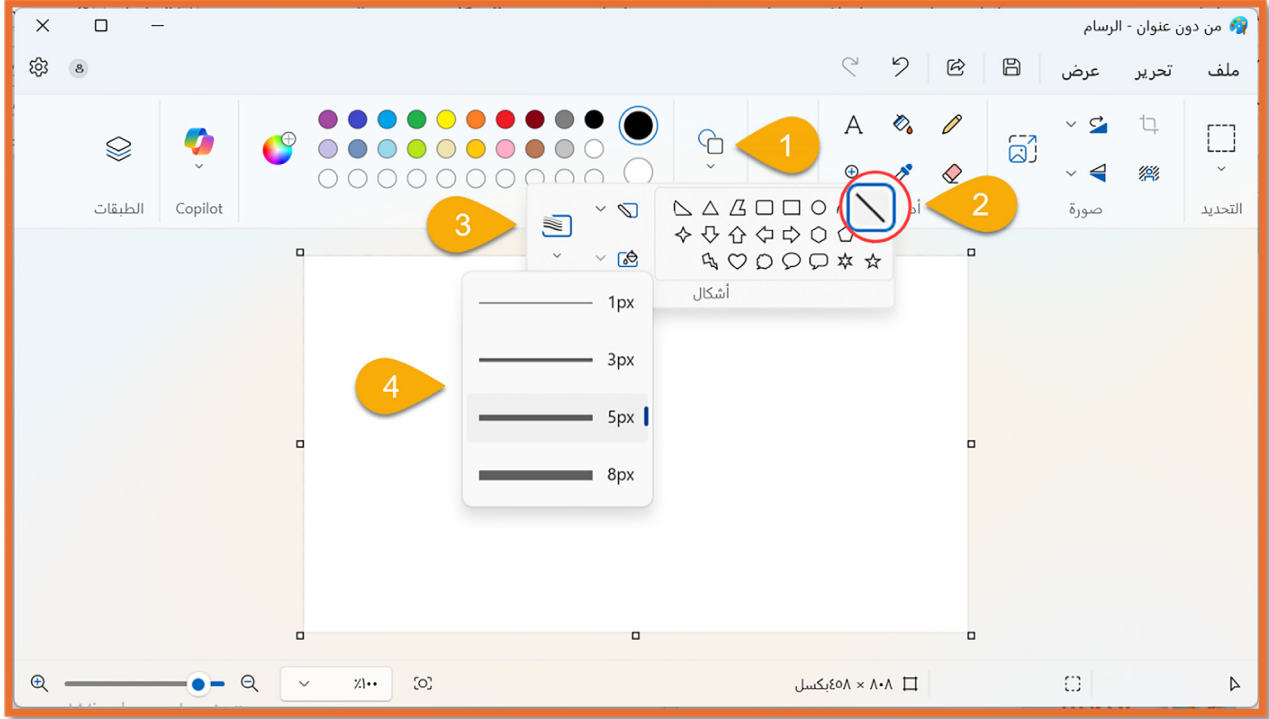 من دون عنوان - الرسام
ملف
تحرير
عرض
A
1
2
3
التحديد
صورة
أد
Copilot
الطبقات
أشكال
1px
3px
4
5px
8px
٨٠٨ × ٤٥٨بكسل
٪١٠٠